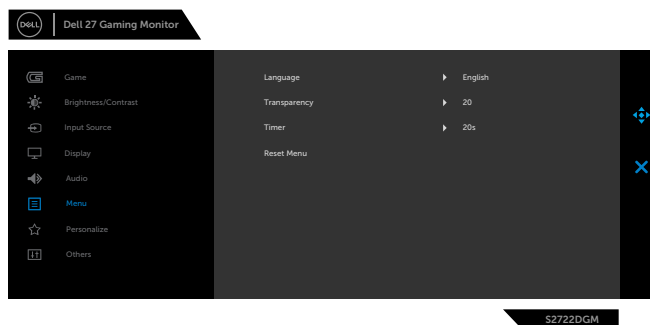 DELL
Dell 27 Gaming Monitor
Game
Language English
Brightness/Contrast
Transparency 20
Input Source
Timer 20s
Display
Reset Menu
Audio
Menu
Personalize
Others
S2722DGM